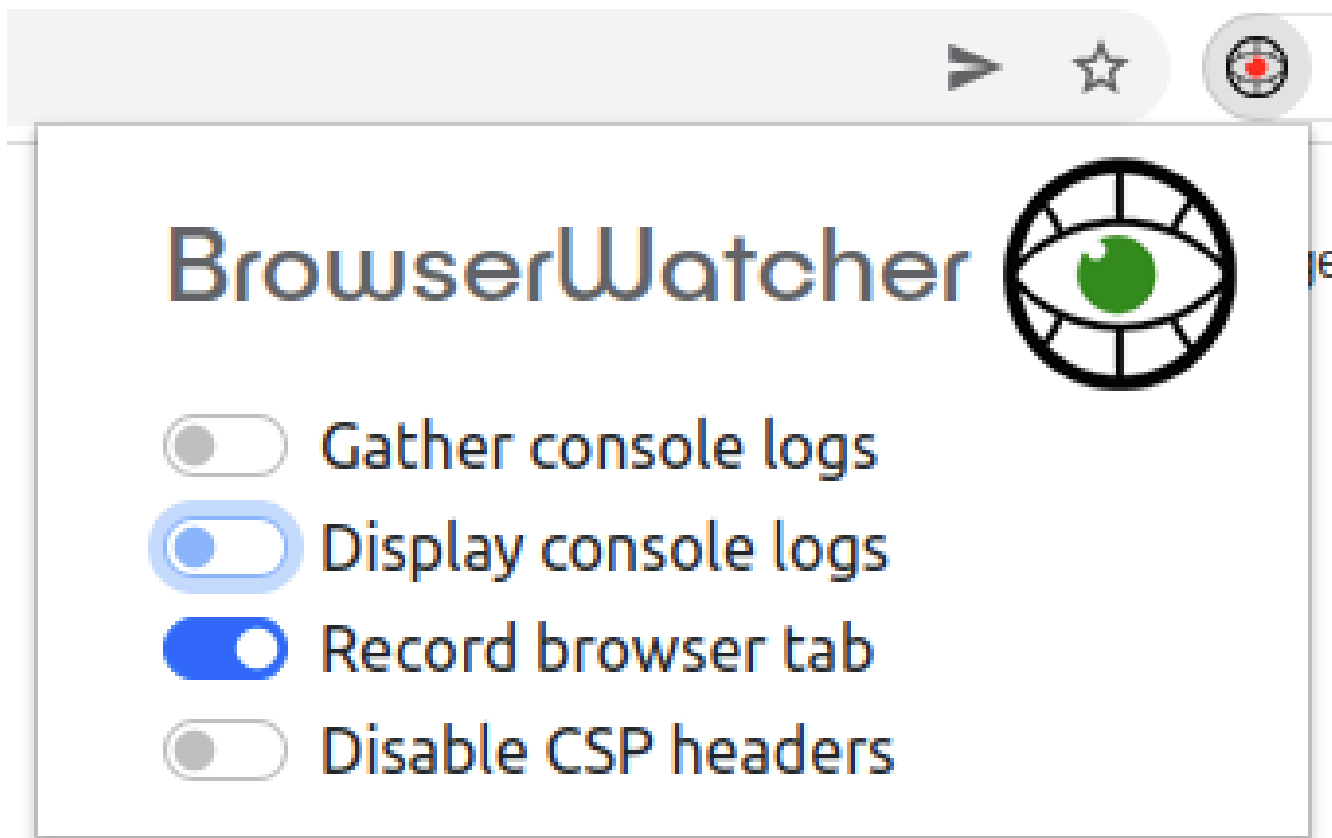 BrowserWatcher
Gather console logs
Display console logs
Record browser tab
Disable CSP headers